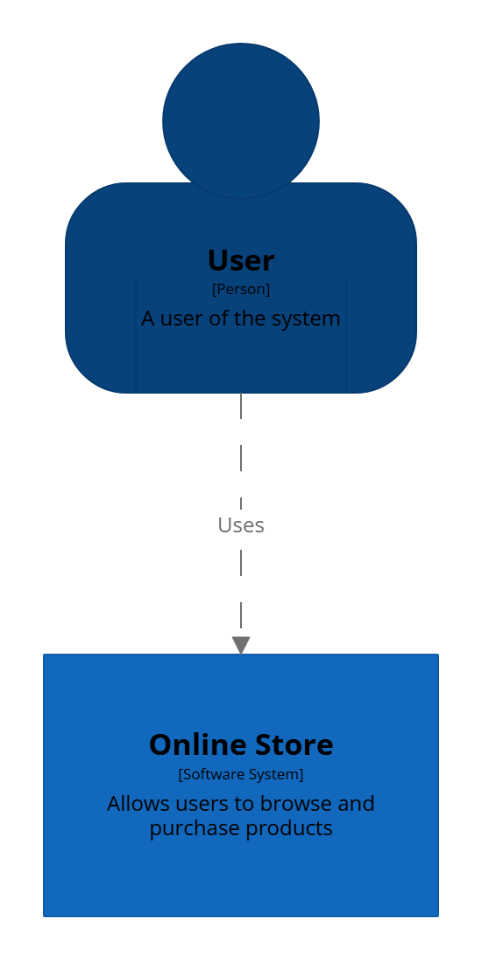 User
[Person]
A user of the system
Uses
Online Store
[Software System]
Allows users to browse and
purchase products